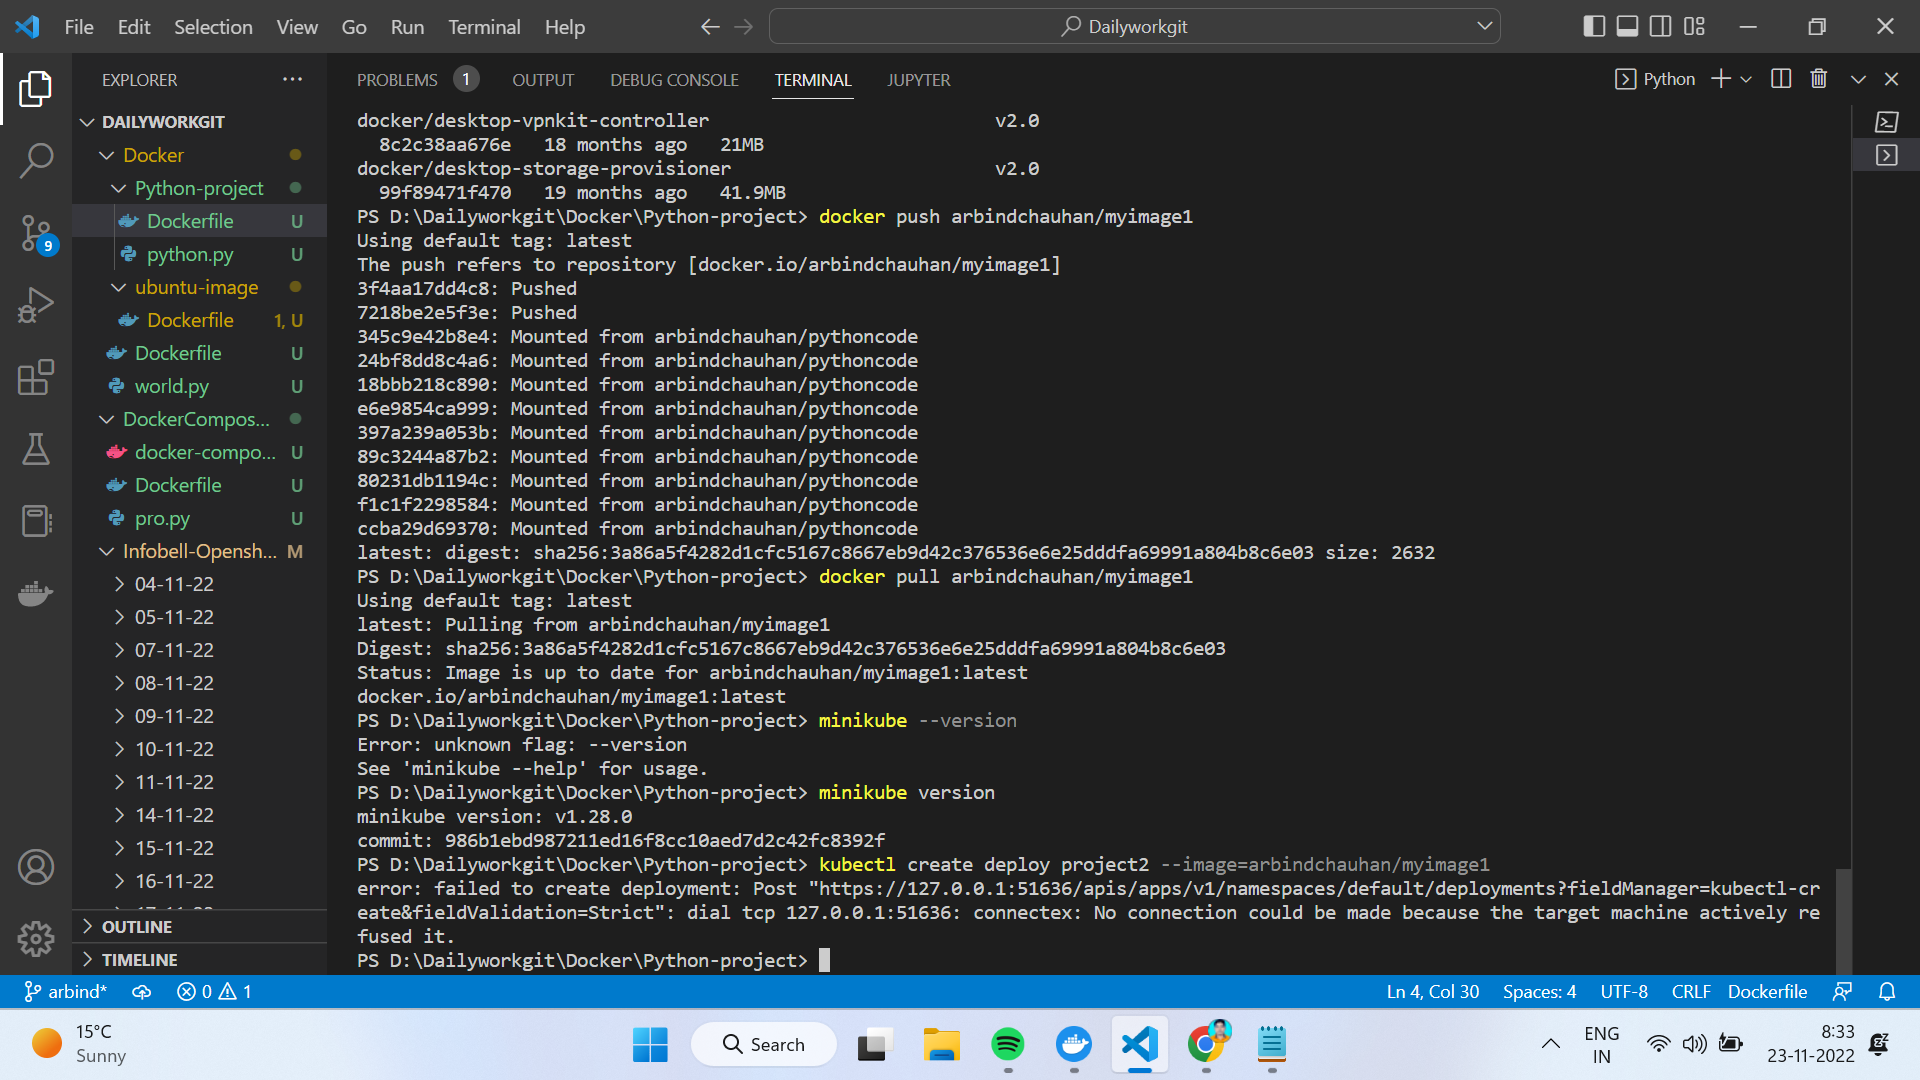 File Edit Selection View Go Run Terminal Help
Dailyworkgit
EXPLORER
DAILYWORKGIT
Docker
Python-project
Dockerfile U
python.py U
ubuntu-image
Dockerfile 1, U
Dockerfile U
world.py U
DockerCompos...
docker-compo... U
Dockerfile U
pro.py U
Infobell-Opensh... M
04-11-22
05-11-22
07-11-22
08-11-22
09-11-22
10-11-22
11-11-22
14-11-22
15-11-22
16-11-22
OUTLINE
TIMELINE
9
PROBLEMS 1 OUTPUT DEBUG CONSOLE TERMINAL JUPYTER
Python
docker/desktop-vpnkit-controller v2.0
8c2c38aa676e 18 months ago 21MB
docker/desktop-storage-provisioner v2.0
99f89471f470 19 months ago 41.9MB
PS D:\Dailyworkgit\Docker\Python-project> docker push arbindchauhan/myimage1
Using default tag: latest
The push refers to repository [docker.io/arbindchauhan/myimage1]
3f4aa17dd4c8: Pushed
7218be2e5f3e: Pushed
345c9e42b8e4: Mounted from arbindchauhan/pythoncode
24bf8dd8c4a6: Mounted from arbindchauhan/pythoncode
18bbb218c890: Mounted from arbindchauhan/pythoncode
e6e9854ca999: Mounted from arbindchauhan/pythoncode
397a239a053b: Mounted from arbindchauhan/pythoncode
89c3244a87b2: Mounted from arbindchauhan/pythoncode
80231db1194c: Mounted from arbindchauhan/pythoncode
f1c1f2298584: Mounted from arbindchauhan/pythoncode
ccba29d69370: Mounted from arbindchauhan/pythoncode
latest: digest: sha256:3a86a5f4282d1cfc5167c8667eb9d42c376536e6e25dddfa69991a804b8c6e03 size: 2632
PS D:\Dailyworkgit\Docker\Python-project> docker pull arbindchauhan/myimage1
Using default tag: latest
latest: Pulling from arbindchauhan/myimage1
Digest: sha256:3a86a5f4282d1cfc5167c8667eb9d42c376536e6e25dddfa69991a804b8c6e03
Status: Image is up to date for arbindchauhan/myimage1:latest
docker.io/arbindchauhan/myimage1:latest
PS D:\Dailyworkgit\Docker\Python-project> minikube --version
Error: unknown flag: --version
See 'minikube --help' for usage.
PS D:\Dailyworkgit\Docker\Python-project> minikube version
minikube version: v1.28.0
commit: 986b1ebd987211ed16f8cc10aed7d2c42fc8392f
PS D:\Dailyworkgit\Docker\Python-project> kubectl create deploy project2 --image=arbindchauhan/myimage1
error: failed to create deployment: Post "https://127.0.0.1:51636/apis/apps/v1/namespaces/default/deployments?fieldManager=kubectl-cr
eate&fieldValidation=Strict": dial tcp 127.0.0.1:51636: connectex: No connection could be made because the target machine actively re
fused it.
PS D:\Dailyworkgit\Docker\Python-project>
arbind* 0 1 Ln 4, Col 30 Spaces: 4 UTF-8 CRLF Dockerfile
15°C
Sunny
Search
ENG
IN
8:33
23-11-2022